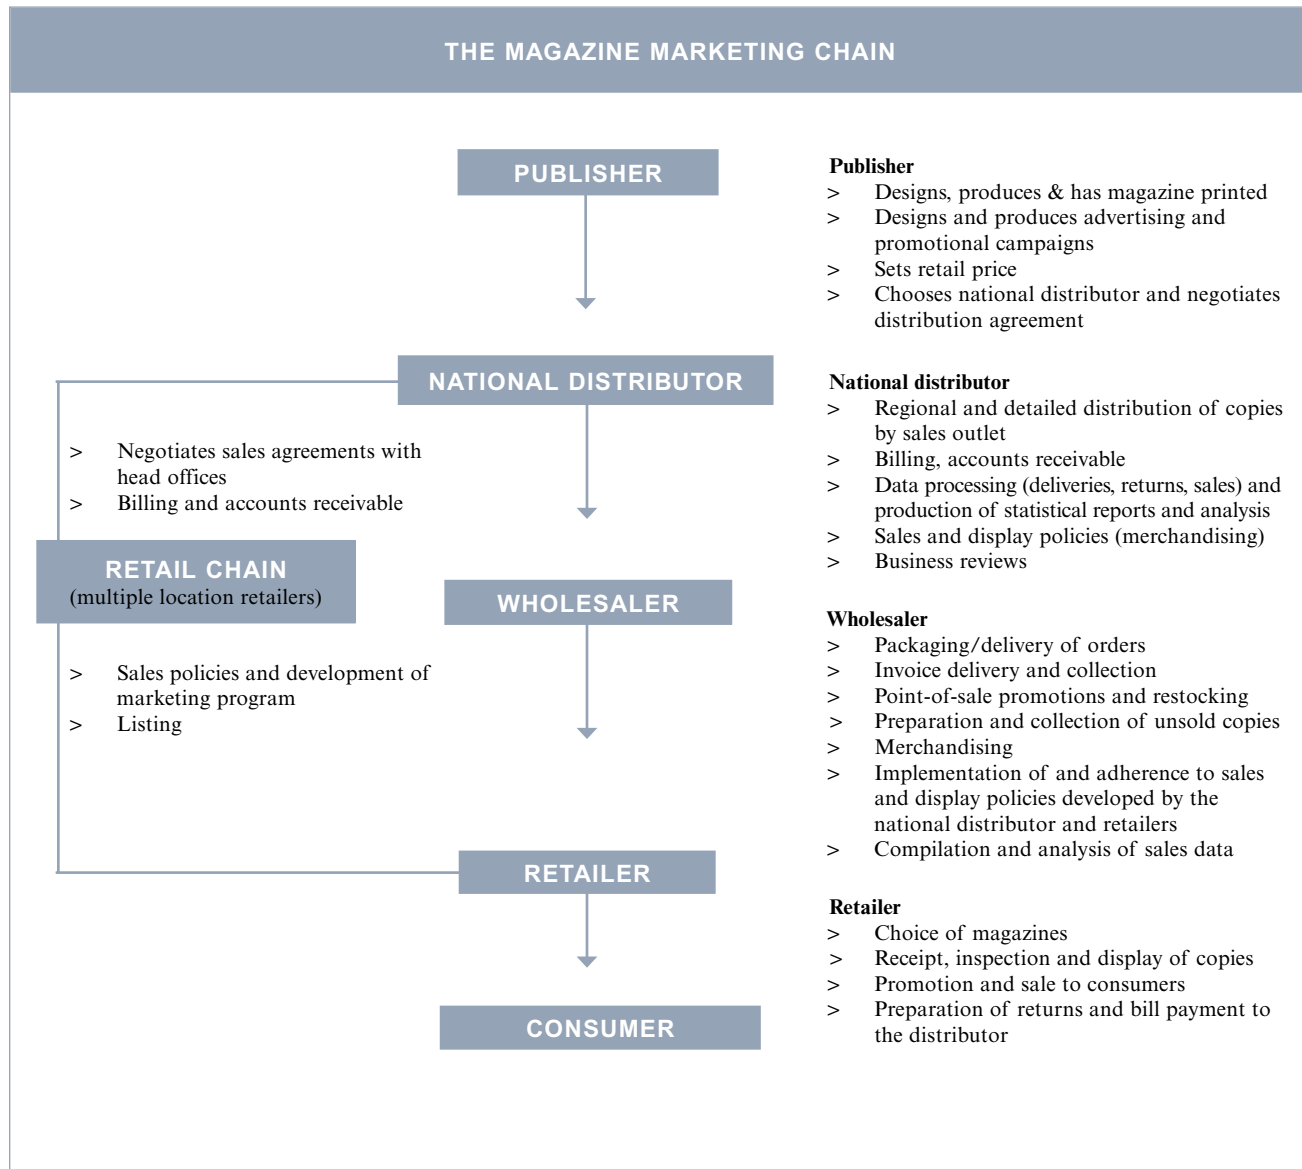 THE MAGAZINE MARKETING CHAIN
PUBLISHER
Publisher
> Designs, produces & has magazine printed
> Designs and produces advertising and
promotional campaigns
> Sets retail price
> Chooses national distributor and negotiates
distribution agreement
NATIONAL DISTRIBUTOR
National distributor
> Regional and detailed distribution of copies
by sales outlet
> Billing, accounts receivable
> Data processing (deliveries, returns, sales) and
production of statistical reports and analysis
> Sales and display policies (merchandising)
> Business reviews
> Negotiates sales agreements with
head offices
> Billing and accounts receivable
RETAIL CHAIN
(multiple location retailers)
> Sales policies and development of
marketing program
> Listing
WHOLESALER
Wholesaler
> Packaging/delivery of orders
> Invoice delivery and collection
> Point-of-sale promotions and restocking
> Preparation and collection of unsold copies
> Merchandising
> Implementation of and adherence to sales
and display policies developed by the
national distributor and retailers
> Compilation and analysis of sales data
RETAILER
Retailer
> Choice of magazines
> Receipt, inspection and display of copies
> Promotion and sale to consumers
> Preparation of returns and bill payment to
the distributor
CONSUMER